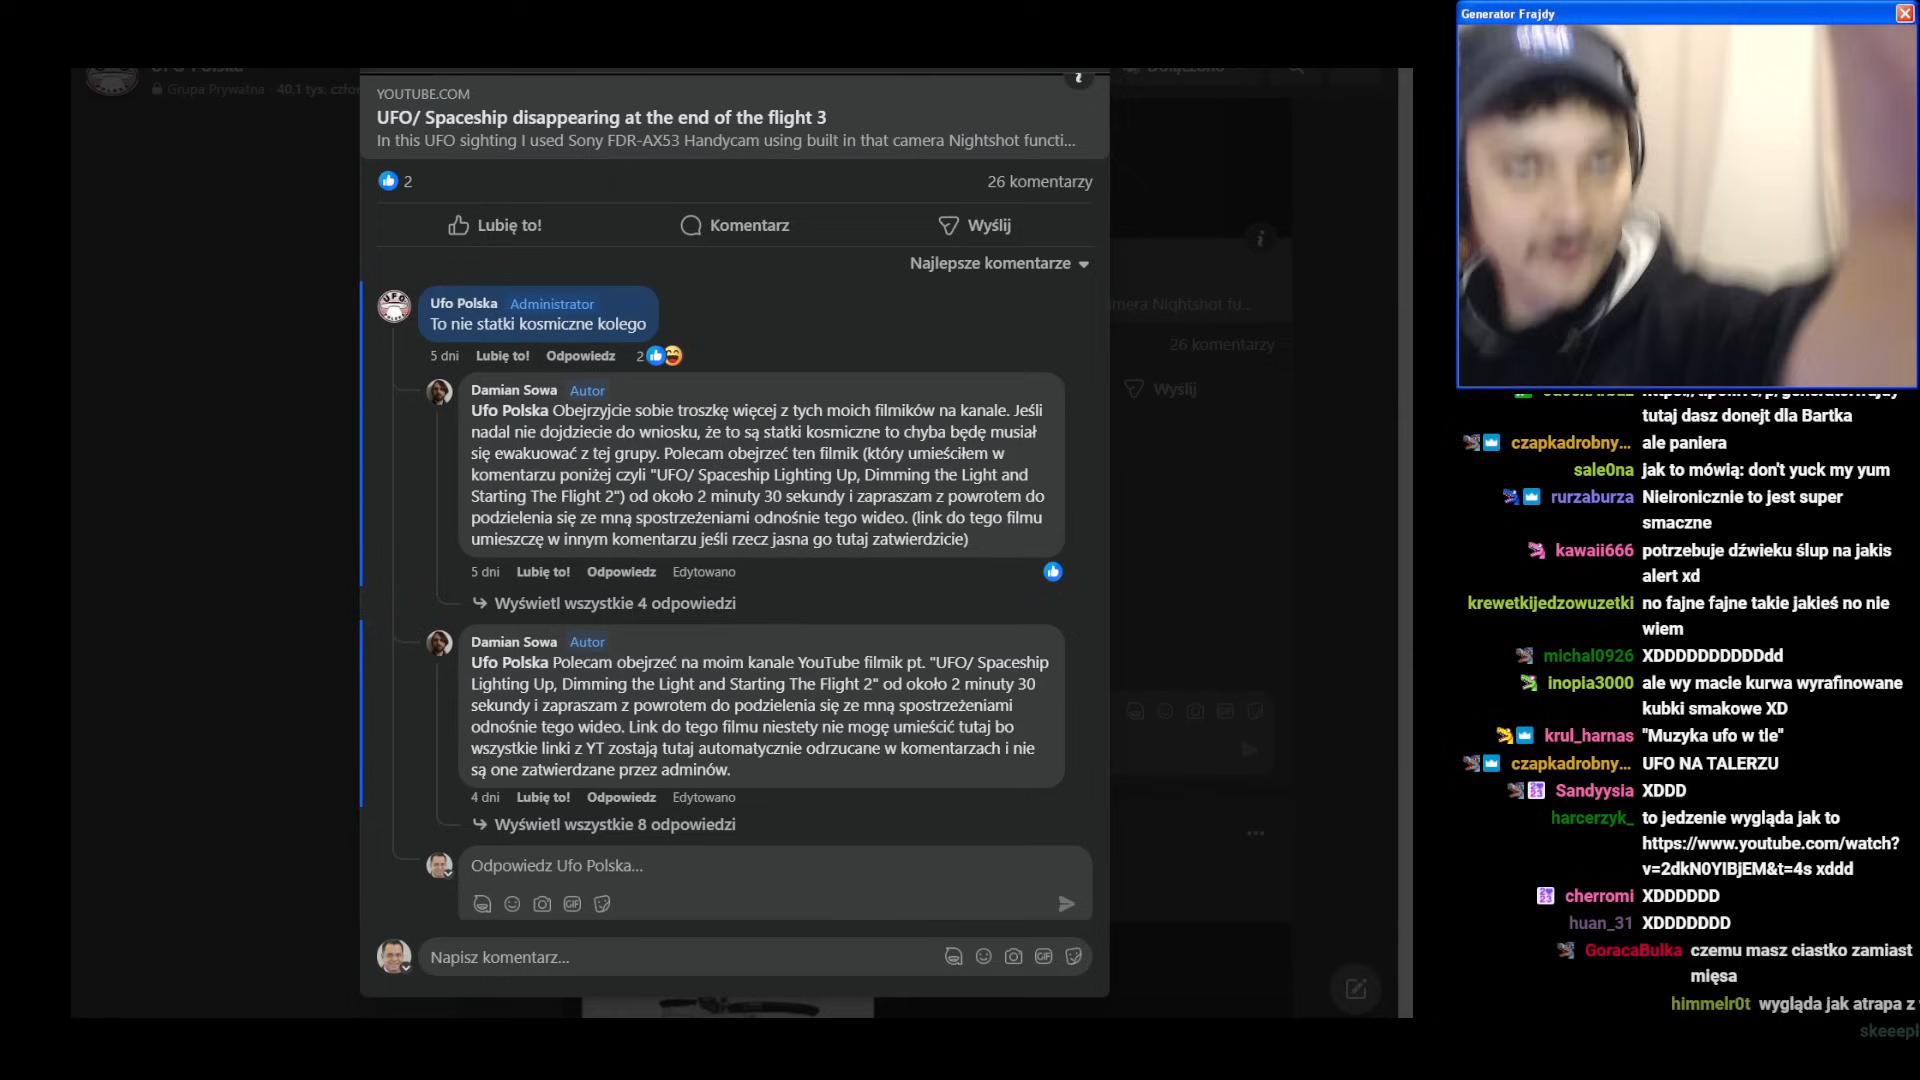 Generator Frajdy
Grupa Prywatna · 40,1 tys.
YOUTUBE.COM
UFO/ Spaceship disappearing at the end of the flight 3
In this UFO sighting I used Sony FDR-AX53 Handycam using built in that camera Nightshot functi...
2
26 komentarzy
Lubię to!
Komentarz
Wyślij
Najlepsze komentarze
Ufo Polska Administrator
To nie statki kosmiczne kolego
5 dni Lubię to! Odpowiedz 2
Damian Sowa Autor
Ufo Polska Obejrzyjcie sobie troszkę więcej z tych moich filmików na kanale. Jeśli
nadal nie dojdziecie do wniosku, że to są statki kosmiczne to chyba będę musiał
się ewakuować z tej grupy. Polecam obejrzeć ten filmik (który umieściłem w
komentarzu poniżej czyli "UFO/ Spaceship Lighting Up, Dimming the Light and
Starting The Flight 2") od około 2 minuty 30 sekundy i zapraszam z powrotem do
podzielenia się ze mną spostrzeżeniami odnośnie tego wideo. (link do tego filmu
umieszczę w innym komentarzu jeśli rzecz jasna go tutaj zatwierdzicie)
5 dni Lubię to! Odpowiedz Edytowano
Wyświetl wszystkie 4 odpowiedzi
Damian Sowa Autor
Ufo Polska Polecam obejrzeć na moim kanale YouTube filmik pt. "UFO/ Spaceship
Lighting Up, Dimming the Light and Starting The Flight 2" od około 2 minuty 30
sekundy i zapraszam z powrotem do podzielenia się ze mną spostrzeżeniami
odnośnie tego wideo. Link do tego filmu niestety nie mogę umieścić tutaj bo
wszystkie linki z YT zostają tutaj automatycznie odrzucane w komentarzach i nie
są one zatwierdzane przez adminów.
4 dni Lubię to! Odpowiedz Edytowano
Wyświetl wszystkie 8 odpowiedzi
Odpowiedz Ufo Polska...
Napisz komentarz...
mera Nightshot fu...
26 komentarzy
Wyślij
tutaj dasz donejt dla Bartka
czapkadrobny... ale paniera
sale0na jak to mówią: don't yuck my yum
rurzaburza Nieironicznie to jest super
smaczne
kawaii666 potrzebuje dźwieku ślup na jakis
alert xd
krewetkijedzowuzetki no fajne fajne takie jakieś no nie
wiem
michal0926 XDDDDDDDDDDdd
inopia3000 ale wy macie kurwa wyrafinowane
kubki smakowe XD
krul_harnas "Muzyka ufo w tle"
czapkadrobny... UFO NA TALERZU
Sandyysia XDDD
harcerzyk_ to jedzenie wygląda jak to
https://www.youtube.com/watch?
v=2dkN0YIBjEM&t=4s xddd
cherromi XDDDDDD
huan_31 XDDDDDDD
GoracaBulka czemu masz ciastko zamiast
mięsa
himmelr0t wygląda jak atrapa z
skeeepl